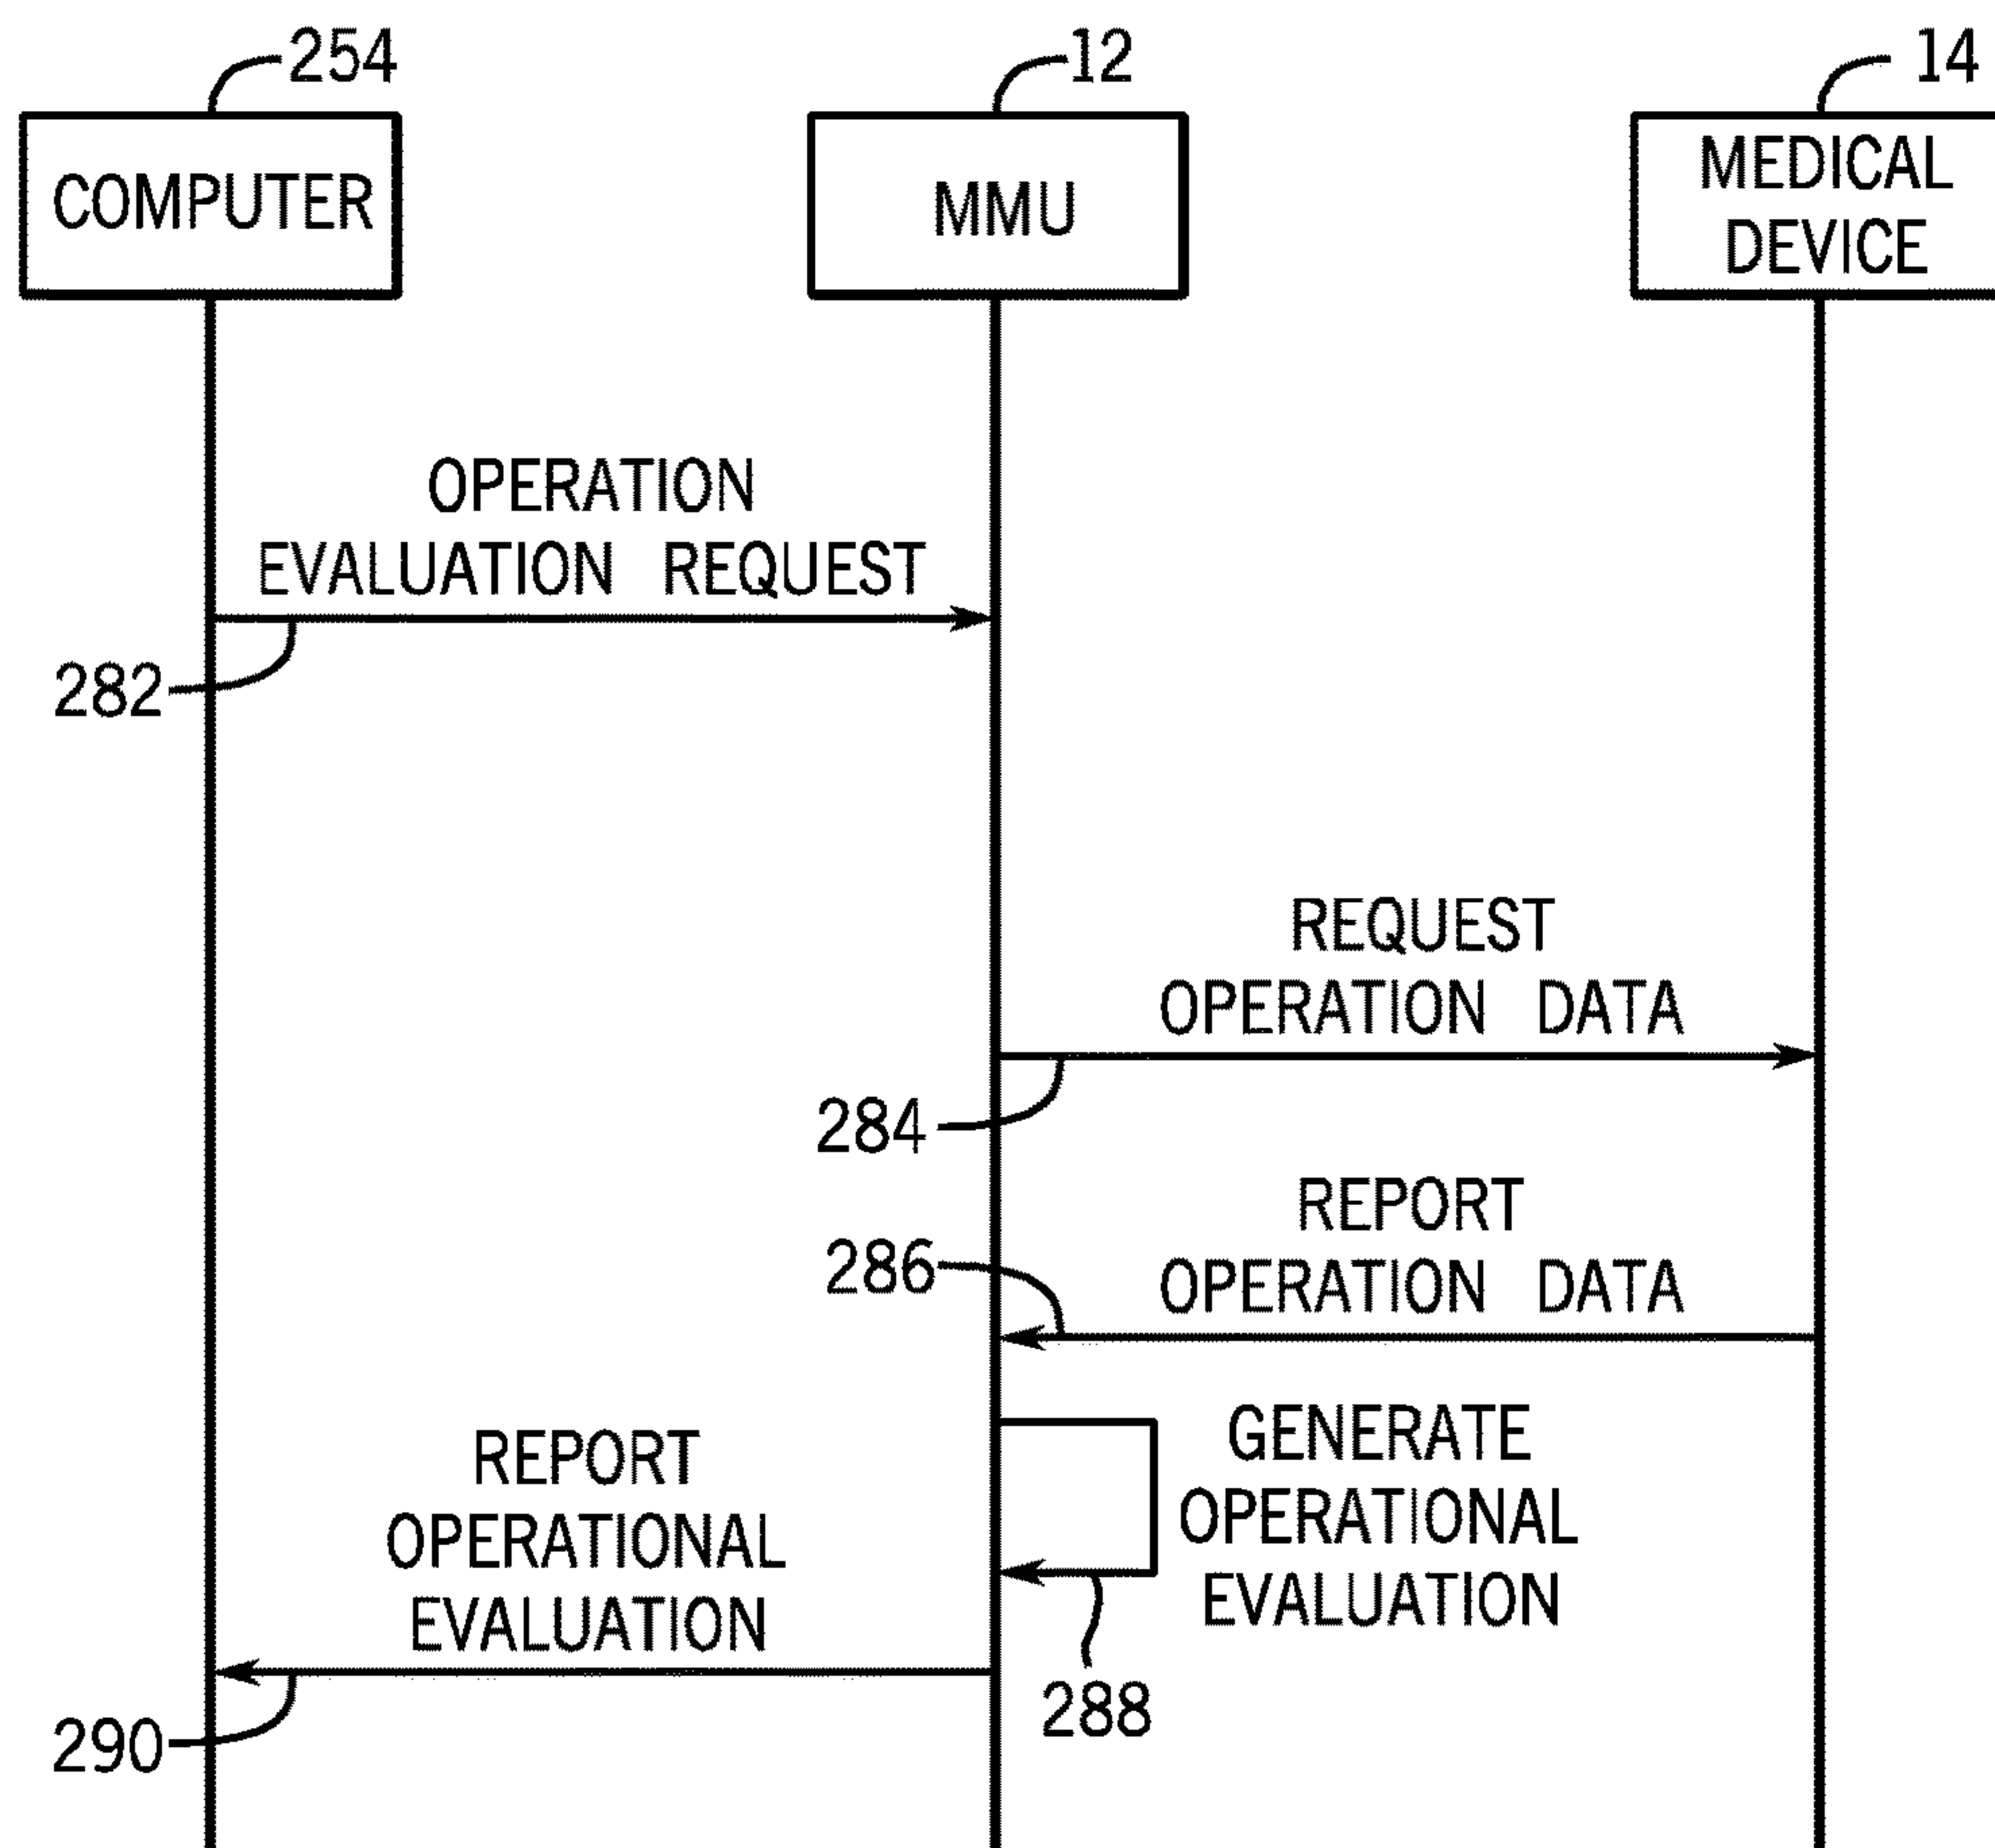 254
12
14
COMPUTER
MMU
MEDICAL
DEVICE
OPERATION
EVALUATION REQUEST
282
REQUEST
OPERATION DATA
284
REPORT
OPERATION DATA
286
GENERATE
OPERATIONAL
EVALUATION
288
REPORT
OPERATIONAL
EVALUATION
290